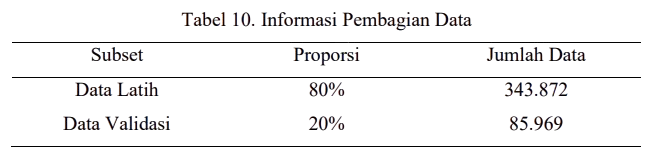 Tabel 10. Informasi Pembagian Data
Subset Proporsi Jumlah Data
Data Latih 80% 343.872
Data Validasi 20% 85.969